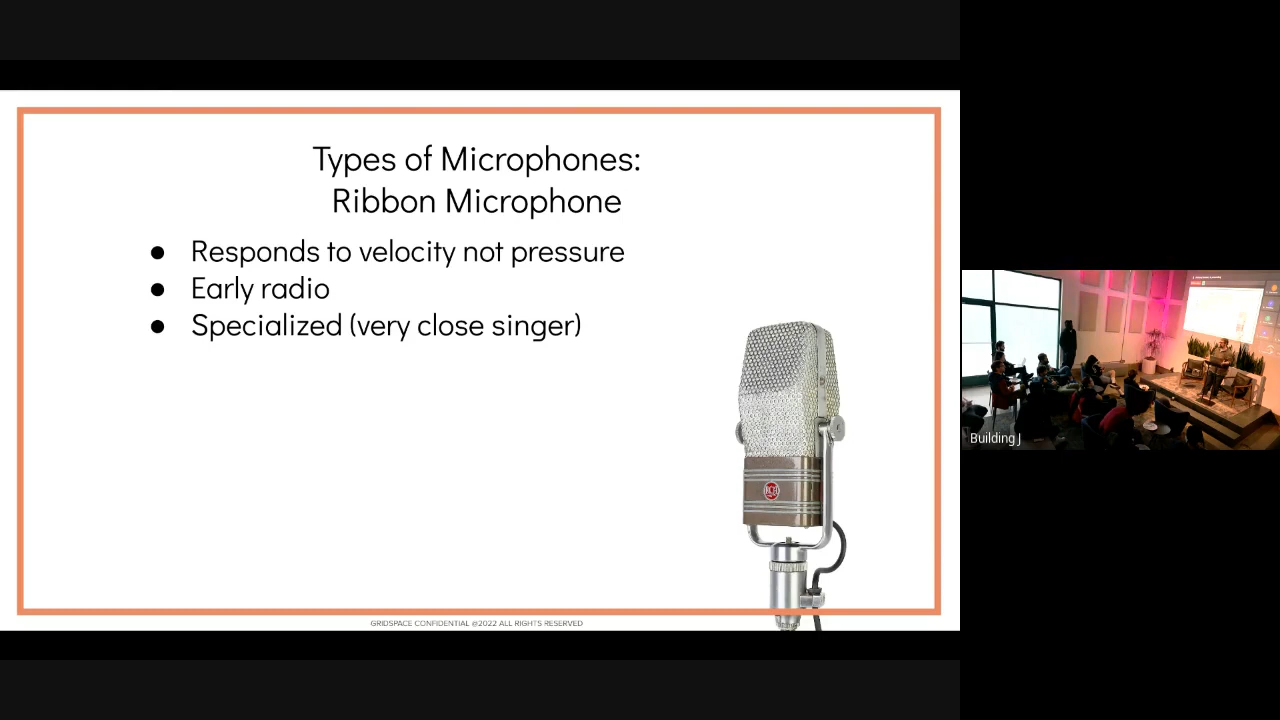 Types of Microphones:
Ribbon Microphone
● Responds to velocity not pressure
● Early radio
● Specialized (very close singer)
RCA
GRIDSPACE CONFIDENTIAL @2022 ALL RIGHTS RESERVED
Building J